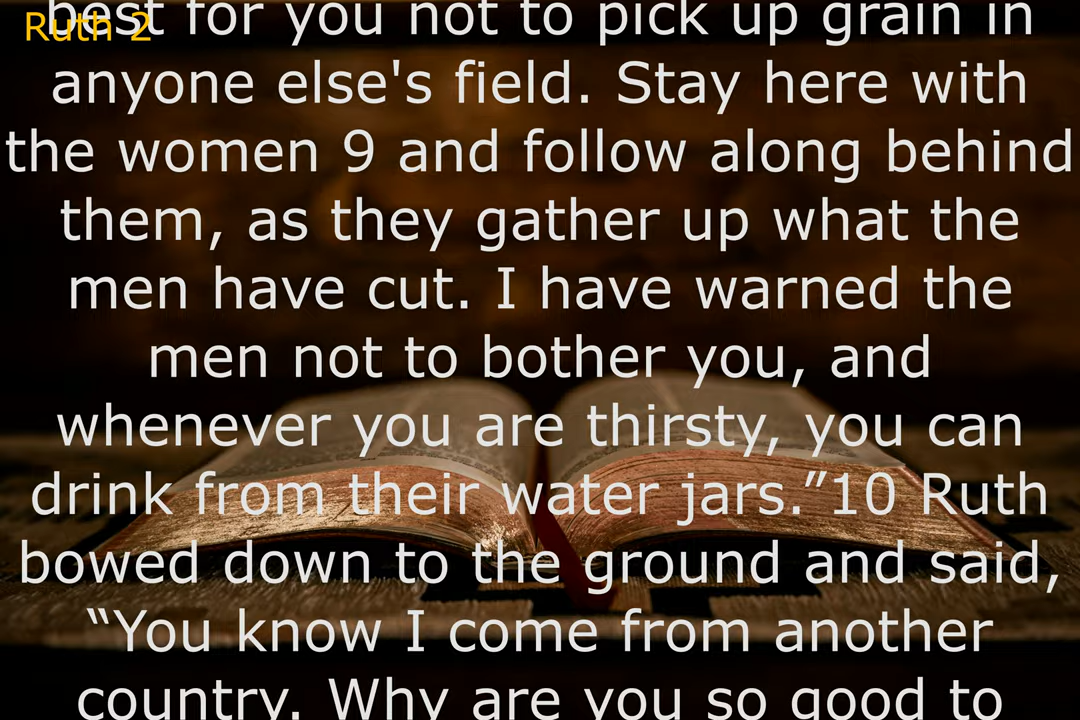 Ruth 2
best for you not to pick up grain in
anyone else's field. Stay here with
the women 9 and follow along behind
them, as they gather up what the
men have cut. I have warned the
men not to bother you, and
whenever you are thirsty, you can
drink from their water jars.”10 Ruth
bowed down to the ground and said,
“You know I come from another
country. Why are you so good to